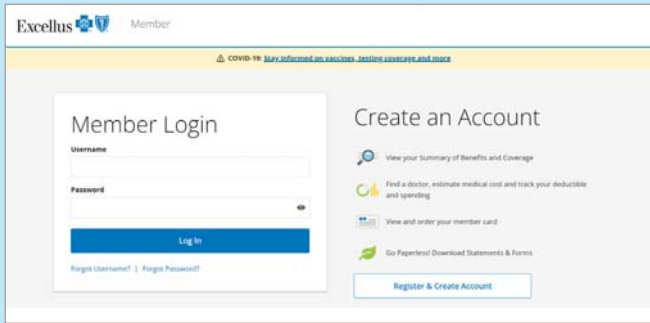 Excellus
Member
COVID-19: Stay informed on vaccines, testing coverage and more
Member Login
Username
Password
Log In
Forgot Username? | Forgot Password?
Create an Account
View your Summary of Benefits and Coverage
Find a doctor, estimate medical cost and track your deductible
and spending
View and order your member card
Go Paperless! Download Statements & Forms
Register & Create Account